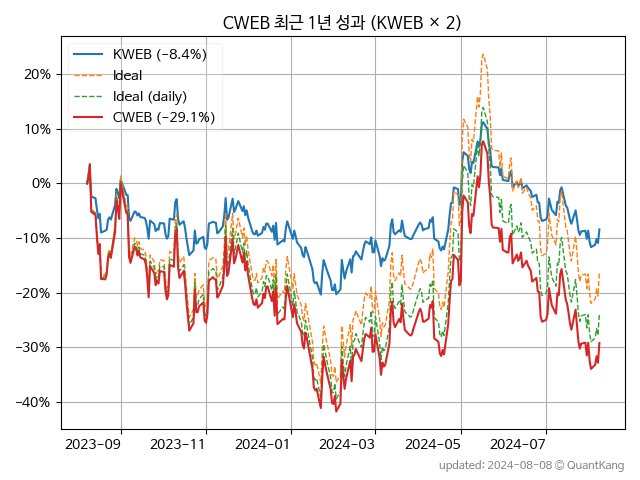 CWEB 최근 1년 성과 (KWEB × 2)
KWEB (−8.4%)
Ideal
Ideal (daily)
CWEB (−29.1%)
20%
10%
0%
−10%
−20%
−30%
−40%
2023-09 2023-11 2024-01 2024-03 2024-05 2024-07
updated: 2024-08-08 © QuantKang